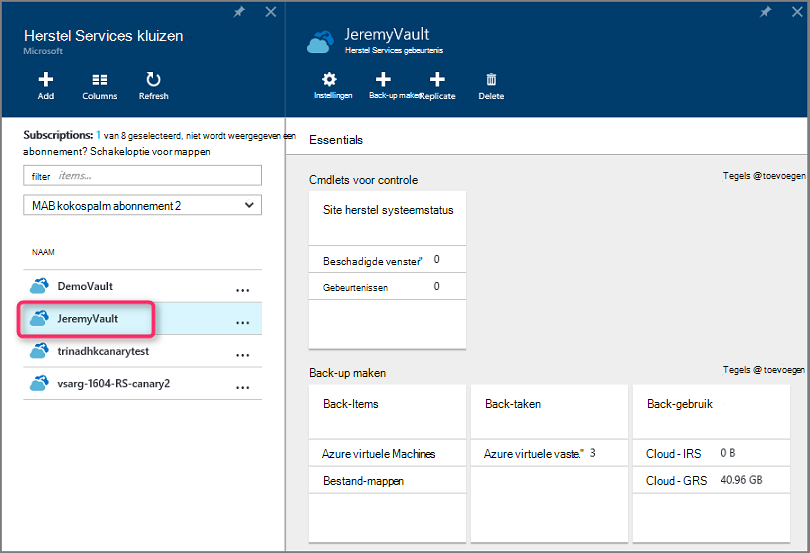 Herstel Services kluizen
Microsoft
Add
Columns
Refresh
Subscriptions: 1 van 8 geselecteerd, niet wordt weergegeven een
abonnement? Schakeloptie voor mappen
filter items...
MAB kokospalm abonnement 2
NAAM
DemoVault ...
JeremyVault ...
trinadhkcanarytest ...
vsarg-1604-RS-canary2 ...
JeremyVault
Herstel Services gebeurtenis
Instellingen
Back-up maken
Replicate
Delete
Essentials
Cmdlets voor controle
Tegels @ toevoegen
Site herstel systeemstatus
Beschadigde venster" 0
Gebeurtenissen 0
Back-up maken
Tegels @ toevoegen
Back-Items
Azure virtuele Machines
Bestand-mappen
Back-taken
Azure virtuele vaste." 3
Back-gebruik
Cloud - IRS 0 B
Cloud - GRS 40.96 GB